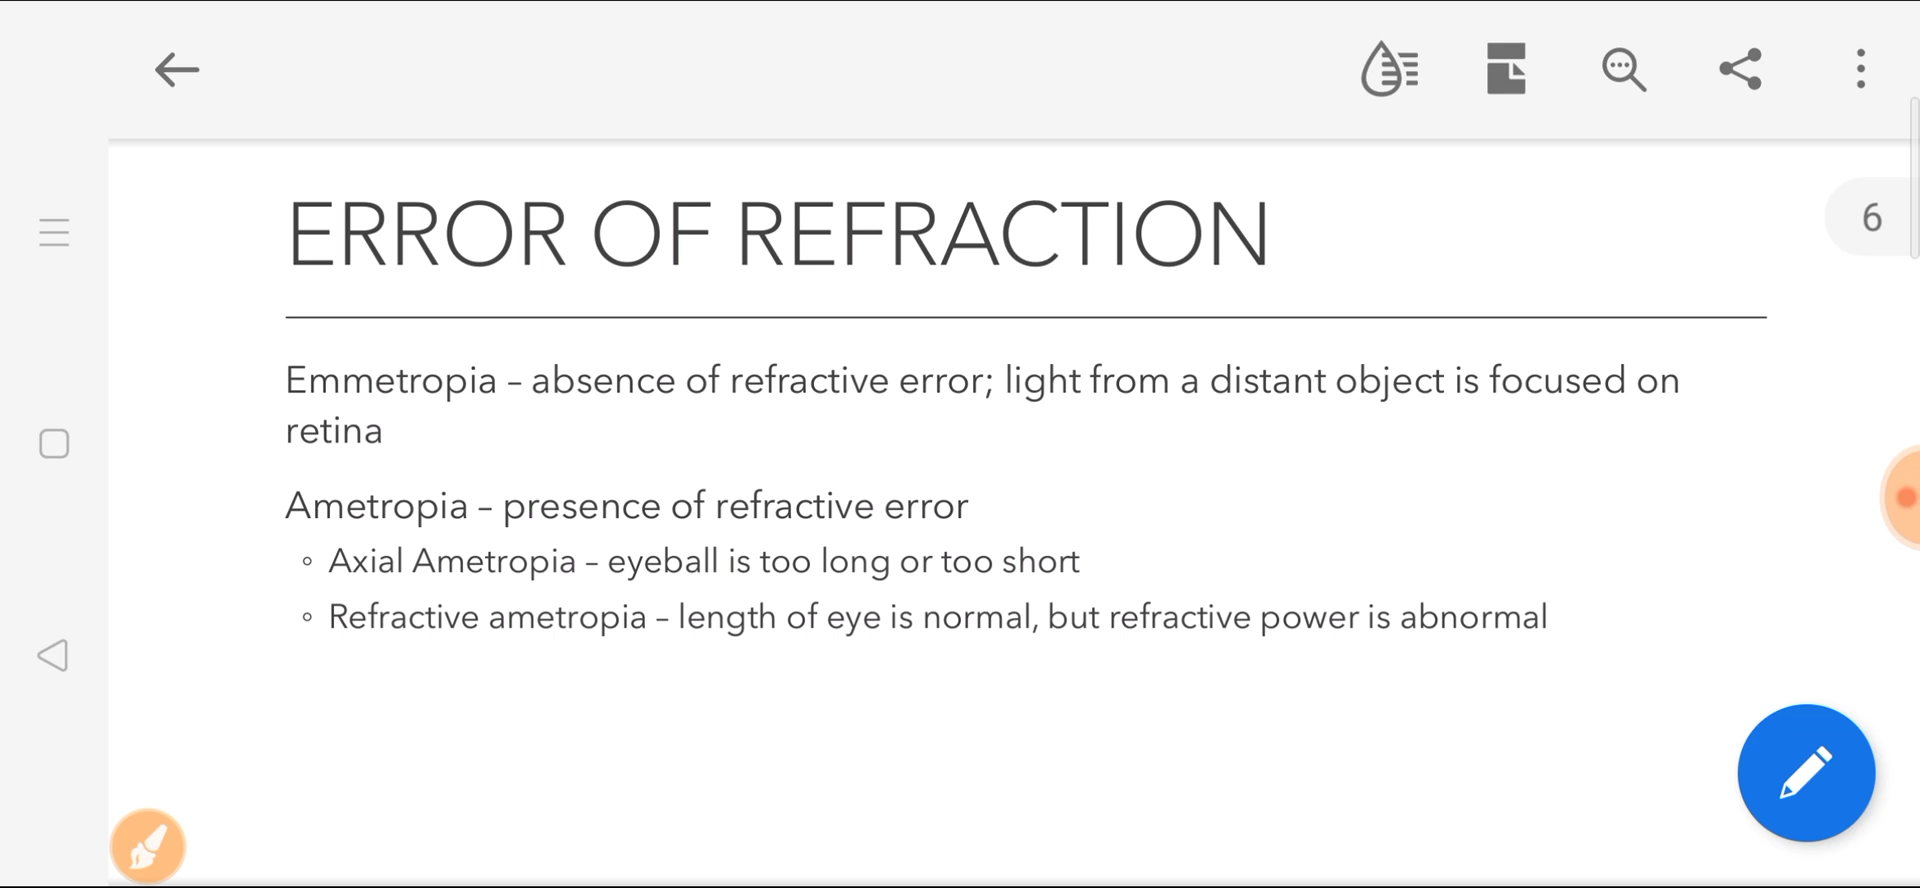 ERROR OF REFRACTION
6
Emmetropia – absence of refractive error; light from a distant object is focused on
retina
Ametropia – presence of refractive error
◦ Axial Ametropia – eyeball is too long or too short
◦ Refractive ametropia – length of eye is normal, but refractive power is abnormal